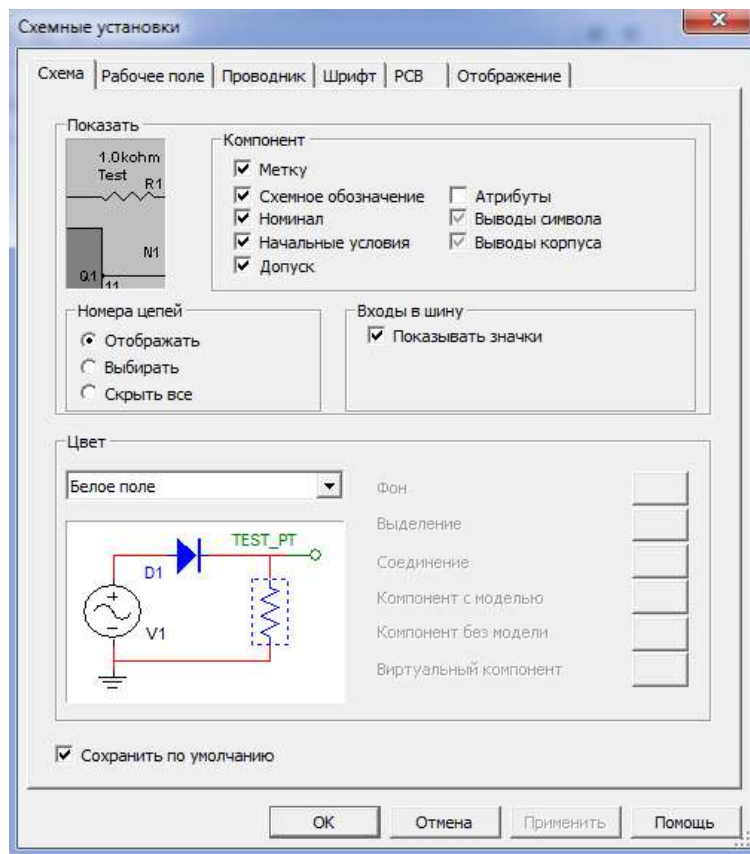 Схемные установки
Схема
Рабочее поле
Проводник
Шрифт
PCB
Отображение
Показать
1.0kohm
Test
R1
N1
Q1
11
Компонент
Метку
Схемное обозначение
Номинал
Начальные условия
Допуск
Атрибуты
Выводы символа
Выводы корпуса
Номера цепей
Отображать
Выбирать
Скрыть все
Входы в шину
Показывать значки
Цвет
Белое поле
TEST_PT
D1
V1
Фон
Выделение
Соединение
Компонент с моделью
Компонент без модели
Виртуальный компонент
Сохранить по умолчанию
OK
Отмена
Применить
Помощь